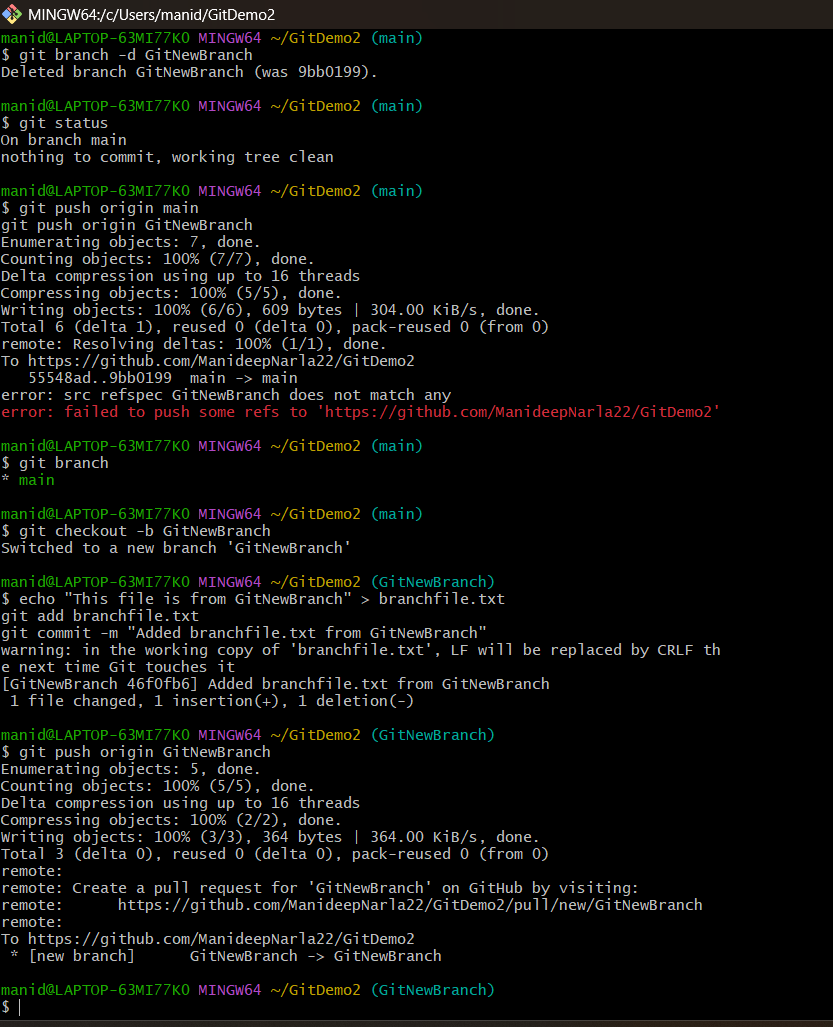 MINGW64:/c/Users/manid/GitDemo2
manid@LAPTOP-63MI77KO MINGW64 ~/GitDemo2 (main)
$ git branch -d GitNewBranch
Deleted branch GitNewBranch (was 9bb0199).
manid@LAPTOP-63MI77KO MINGW64 ~/GitDemo2 (main)
$ git status
On branch main
nothing to commit, working tree clean
manid@LAPTOP-63MI77KO MINGW64 ~/GitDemo2 (main)
$ git push origin main
git push origin GitNewBranch
Enumerating objects: 7, done.
Counting objects: 100% (7/7), done.
Delta compression using up to 16 threads
Compressing objects: 100% (5/5), done.
Writing objects: 100% (6/6), 609 bytes | 304.00 KiB/s, done.
Total 6 (delta 1), reused 0 (delta 0), pack-reused 0 (from 0)
remote: Resolving deltas: 100% (1/1), done.
To https://github.com/ManideepNarla22/GitDemo2
   55548ad..9bb0199  main -> main
error: src refspec GitNewBranch does not match any
error: failed to push some refs to 'https://github.com/ManideepNarla22/GitDemo2'
manid@LAPTOP-63MI77KO MINGW64 ~/GitDemo2 (main)
$ git branch
* main
manid@LAPTOP-63MI77KO MINGW64 ~/GitDemo2 (main)
$ git checkout -b GitNewBranch
Switched to a new branch 'GitNewBranch'
manid@LAPTOP-63MI77KO MINGW64 ~/GitDemo2 (GitNewBranch)
$ echo "This file is from GitNewBranch" > branchfile.txt
git add branchfile.txt
git commit -m "Added branchfile.txt from GitNewBranch"
warning: in the working copy of 'branchfile.txt', LF will be replaced by CRLF th
e next time Git touches it
[GitNewBranch 46f0fb6] Added branchfile.txt from GitNewBranch
 1 file changed, 1 insertion(+), 1 deletion(-)
manid@LAPTOP-63MI77KO MINGW64 ~/GitDemo2 (GitNewBranch)
$ git push origin GitNewBranch
Enumerating objects: 5, done.
Counting objects: 100% (5/5), done.
Delta compression using up to 16 threads
Compressing objects: 100% (2/2), done.
Writing objects: 100% (3/3), 364 bytes | 364.00 KiB/s, done.
Total 3 (delta 0), reused 0 (delta 0), pack-reused 0 (from 0)
remote:
remote: Create a pull request for 'GitNewBranch' on GitHub by visiting:
remote:      https://github.com/ManideepNarla22/GitDemo2/pull/new/GitNewBranch
remote:
To https://github.com/ManideepNarla22/GitDemo2
 * [new branch]      GitNewBranch -> GitNewBranch
manid@LAPTOP-63MI77KO MINGW64 ~/GitDemo2 (GitNewBranch)
$